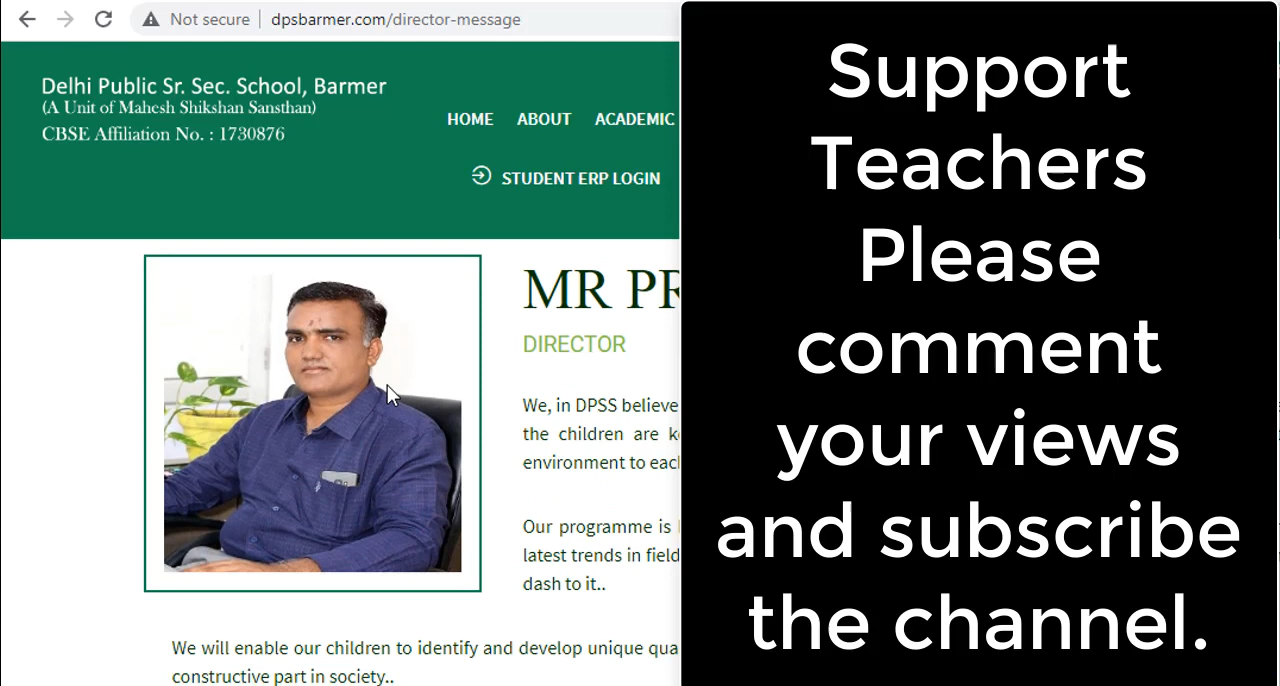 Not secure
dpsbarmer.com/director-message
Delhi Public Sr. Sec. School, Barmer
(A Unit of Mahesh Shikshan Sansthan)
CBSE Affiliation No. : 1730876
HOME ABOUT ACADEMIC
STUDENT ERP LOGIN
MR
DIRECTOR
We, in DPSS believe
the children are
environment to
Our programme is
latest trends in field
dash to it..
We will enable our children to identify and develop unique
constructive part in society..
Support
Teachers
Please
comment
your views
and subscribe
the channel.